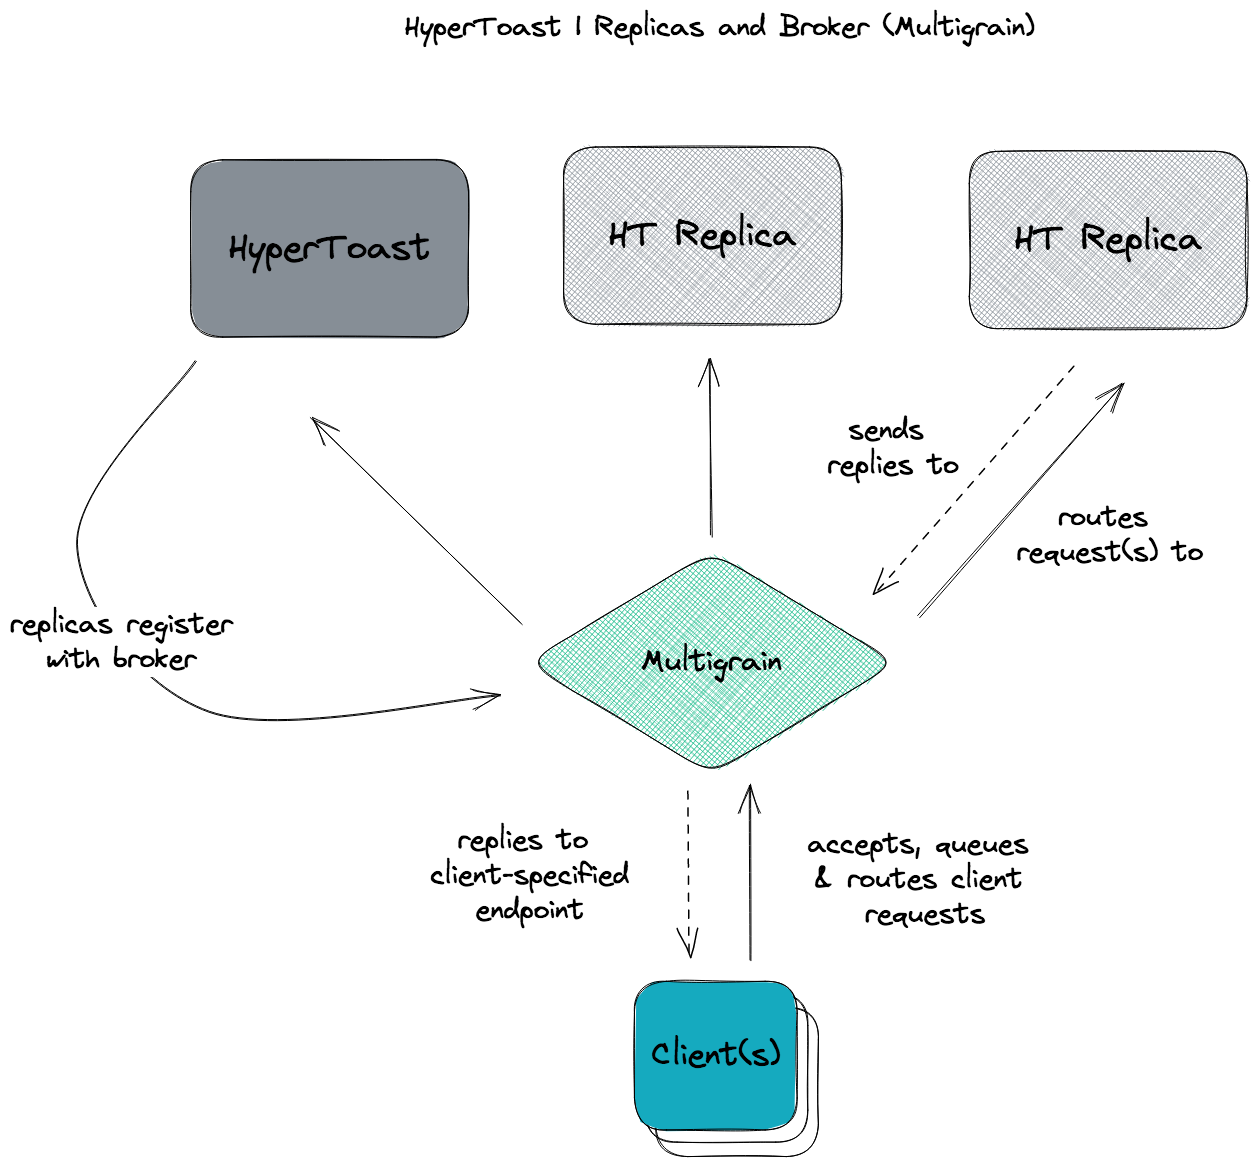 HyperToast | Replicas and Broker (Multigrain)
HyperToast
HT Replica
HT Replica
sends
replies to
routes
request(s) to
replicas register
with broker
Multigrain
replies to
client-specified
endpoint
accepts, queues
& routes client
requests
Client(s)